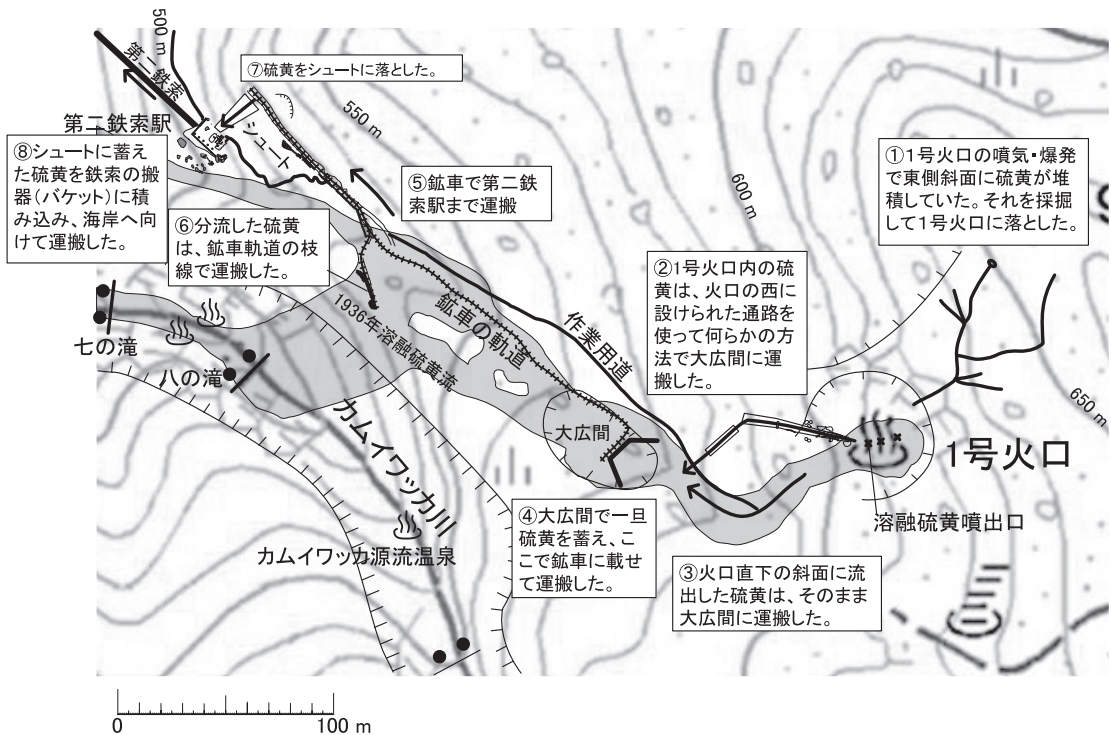 500 m
第二鉄索
⑦硫黄をシュートに落とした。
550 m
第二鉄索駅
シュート
⑧シュートに蓄え
た硫黄を鉄索の搬
器(バケット)に積
み込み、海岸へ向
けて運搬した。
⑤鉱車で第二鉄
索駅まで運搬
600 m
①1号火口の噴気・爆発
で東側斜面に硫黄が堆
積していた。それを採掘
して1号火口に落とした。
⑥分流した硫黄
は、鉱車軌道の枝
線で運搬した。
②1号火口内の硫
黄は、火口の西に
設けられた通路を
使って何らかの方
法で大広間に運
搬した。
鉱車の軌道
作業用道
1936年溶融硫黄流
七の滝
八の滝
650 m
カムイワッカ川
大広間
1号火口
溶融硫黄噴出口
カムイワッカ源流温泉
④大広間で一旦
硫黄を蓄え、こ
こで鉱車に載せ
て運搬した。
③火口直下の斜面に流
出した硫黄は、そのまま
大広間に運搬した。
0 100 m